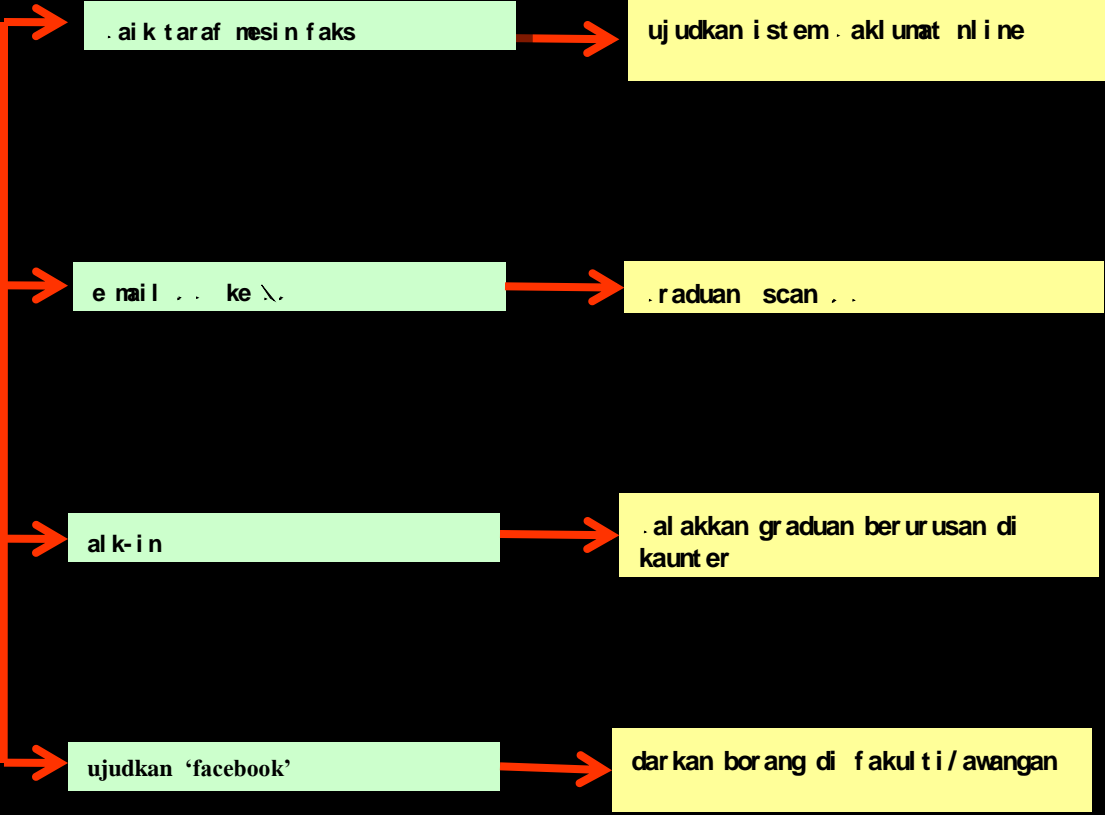 aik taraf mesin faks
ujudkan istem aklumat nline
email ke
raduan scan
alk-in
alakkan graduan berurusan di
kaunter
ujudkan ‘facebook’
darkan borang di fakulti/awangan